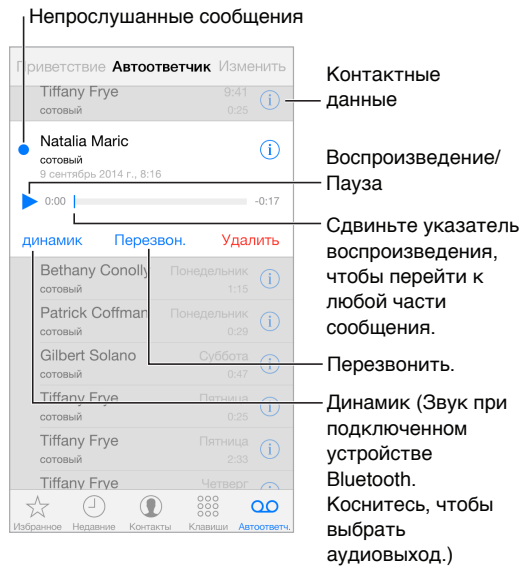 Непрослушанные сообщения
Приветствие Автоответчик Изменить
Tiffany Frye 9:41
сотовый 0:25
Контактные
данные
Natalia Maric
сотовый
9 сентябрь 2014 г., 8:16
Воспроизведение/
Пауза
0:00 -0:17
Сдвиньте указатель
воспроизведения,
чтобы перейти к
любой части
сообщения.
динамик Перезвон. Удалить
Bethany Conolly Понедельник
сотовый 1:15
Patrick Coffman Понедельник
сотовый 0:29
Gilbert Solano Суббота
сотовый 0:47
Перезвонить.
Tiffany Frye Пятница
сотовый 0:25
Tiffany Frye Пятница
сотовый 2:33
Tiffany Frye Четверг
Динамик (Звук при
подключенном
устройстве
Bluetooth.
Коснитесь, чтобы
выбрать
аудиовыход.)
Избранное Недавние Контакты Клавиши Автоответч.